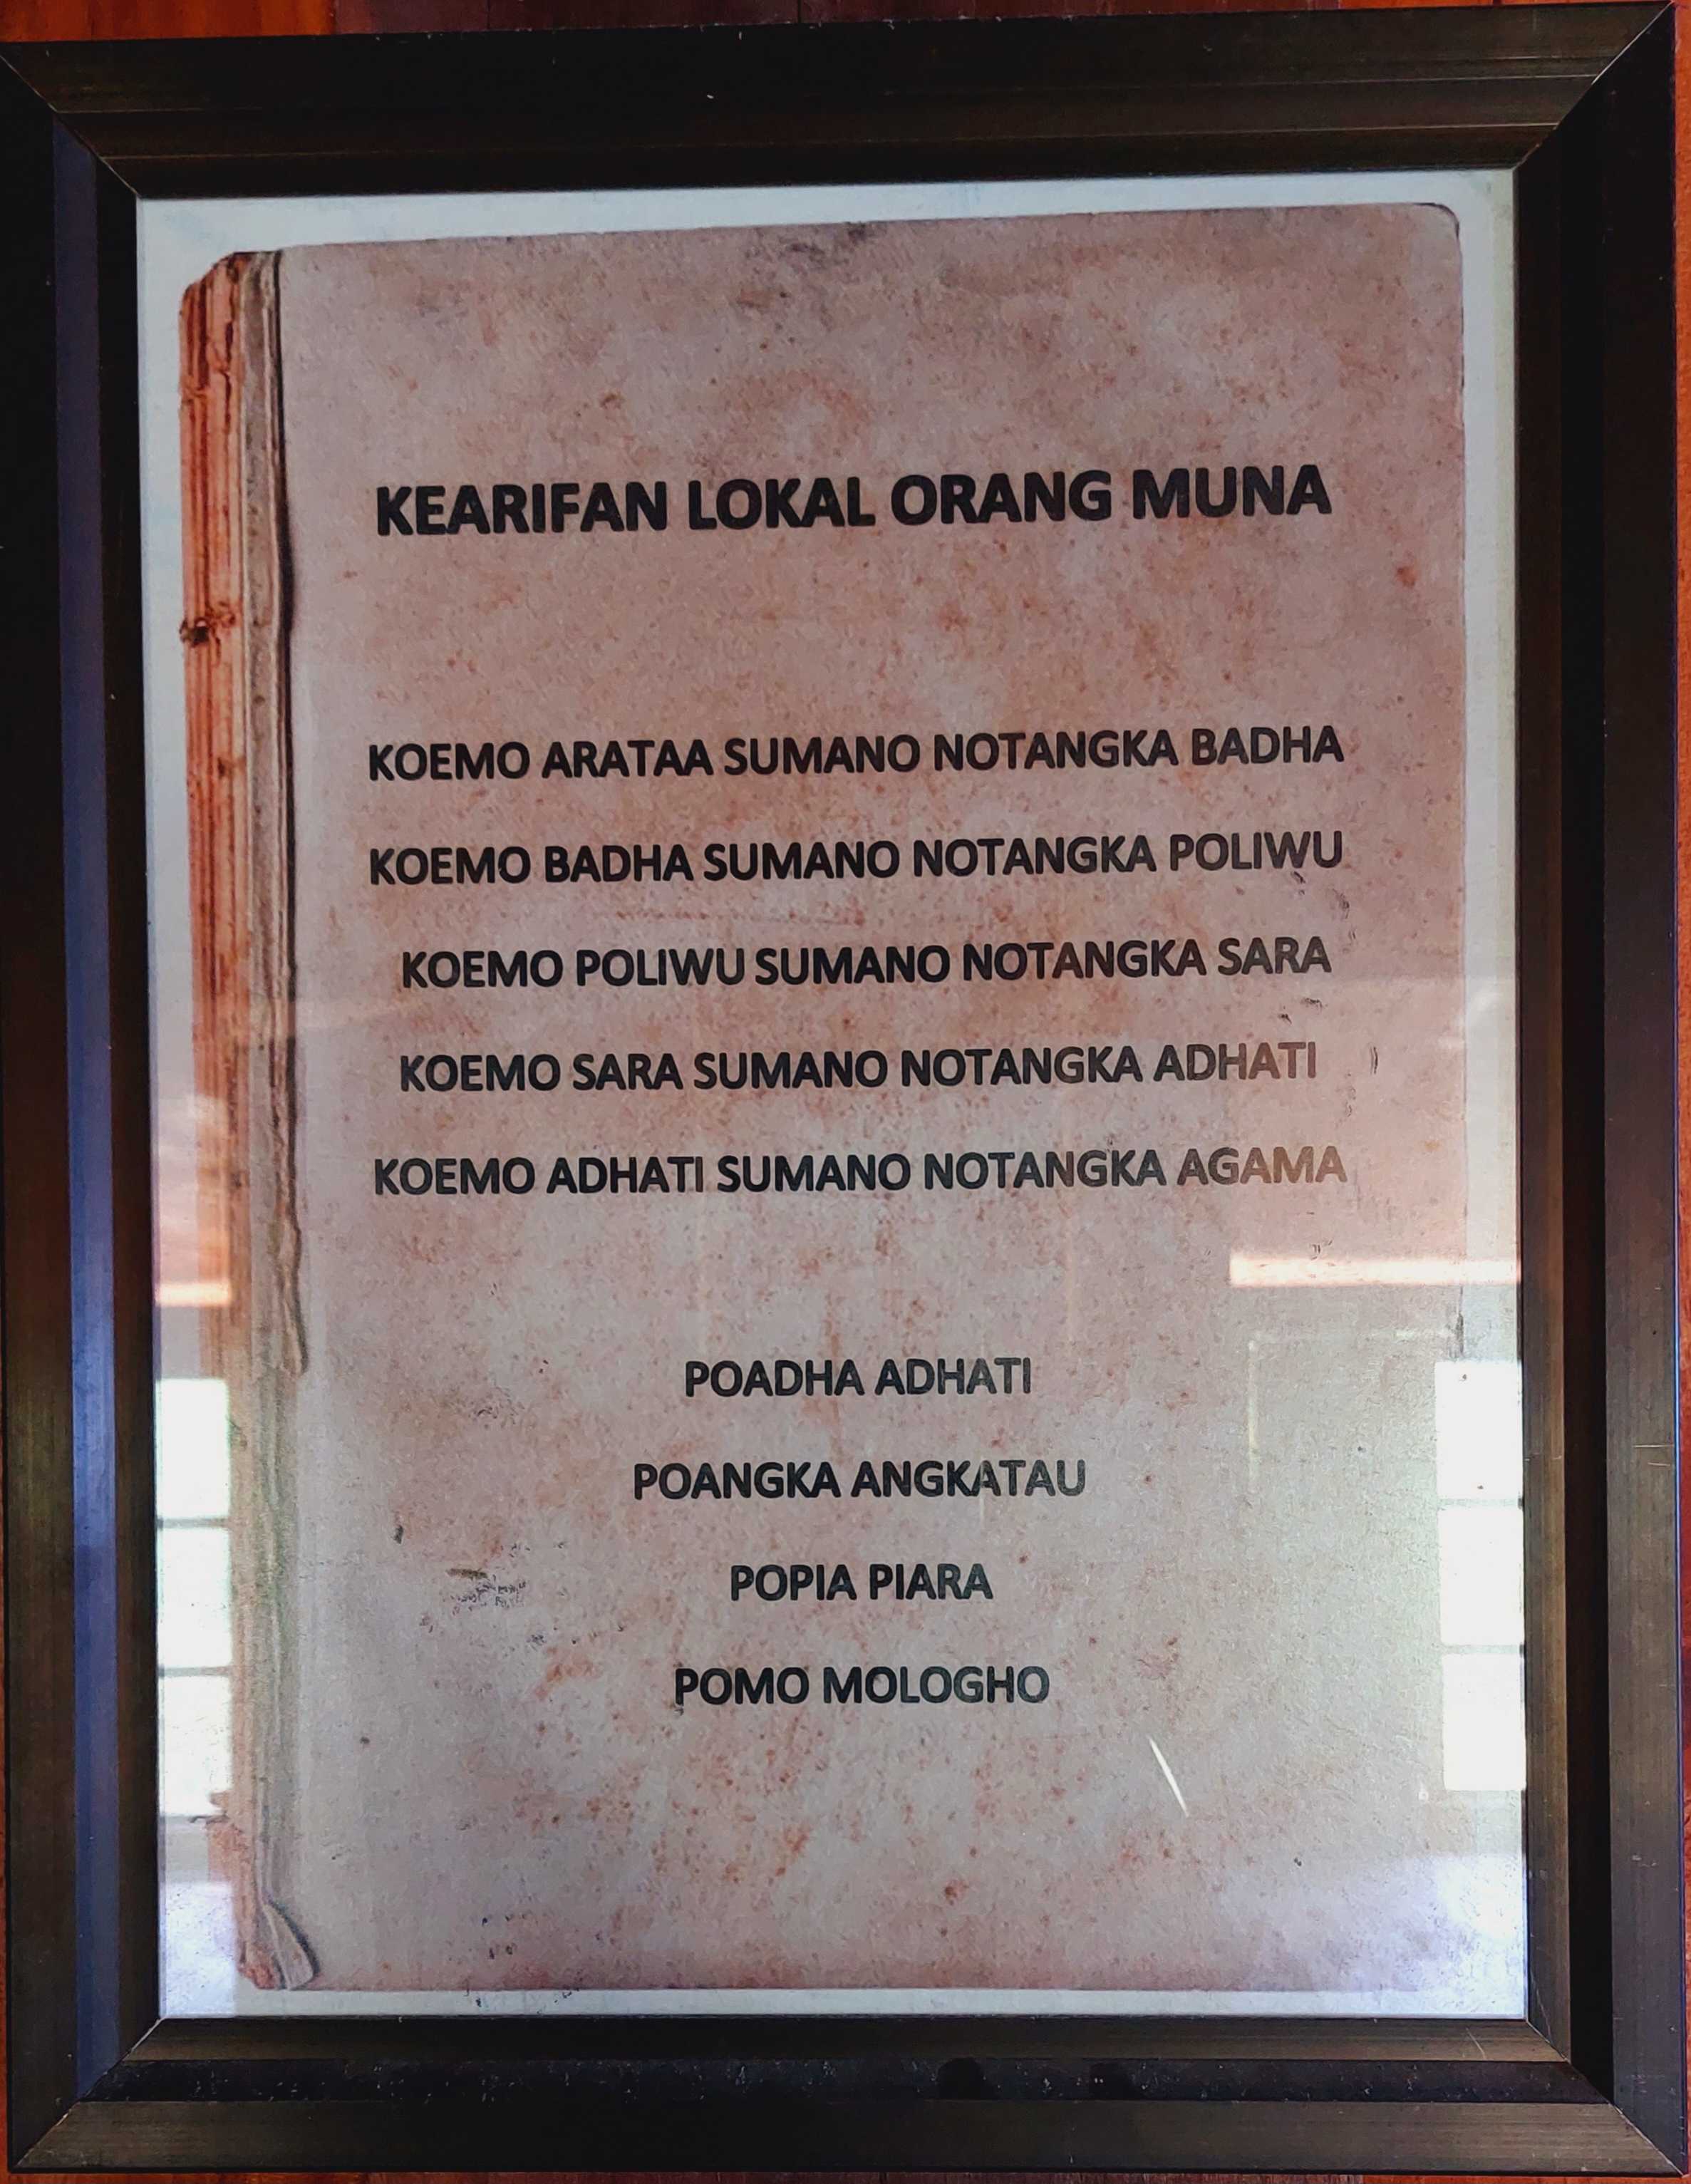 KEARIFAN LOKAL ORANG MUNA
KOEMO ARATAA SUMANO NOTANGKA BADHA
KOEMO BADHA SUMANO NOTANGKA POLIWU
KOEMO POLIWU SUMANO NOTANGKA SARA
KOEMO SARA SUMANO NOTANGKA ADHATI
KOEMO ADHATI SUMANO NOTANGKA AGAMA
POADHA ADHATI
POANGKA ANGKATAU
POPIA PIARA
POMO MOLOGHO